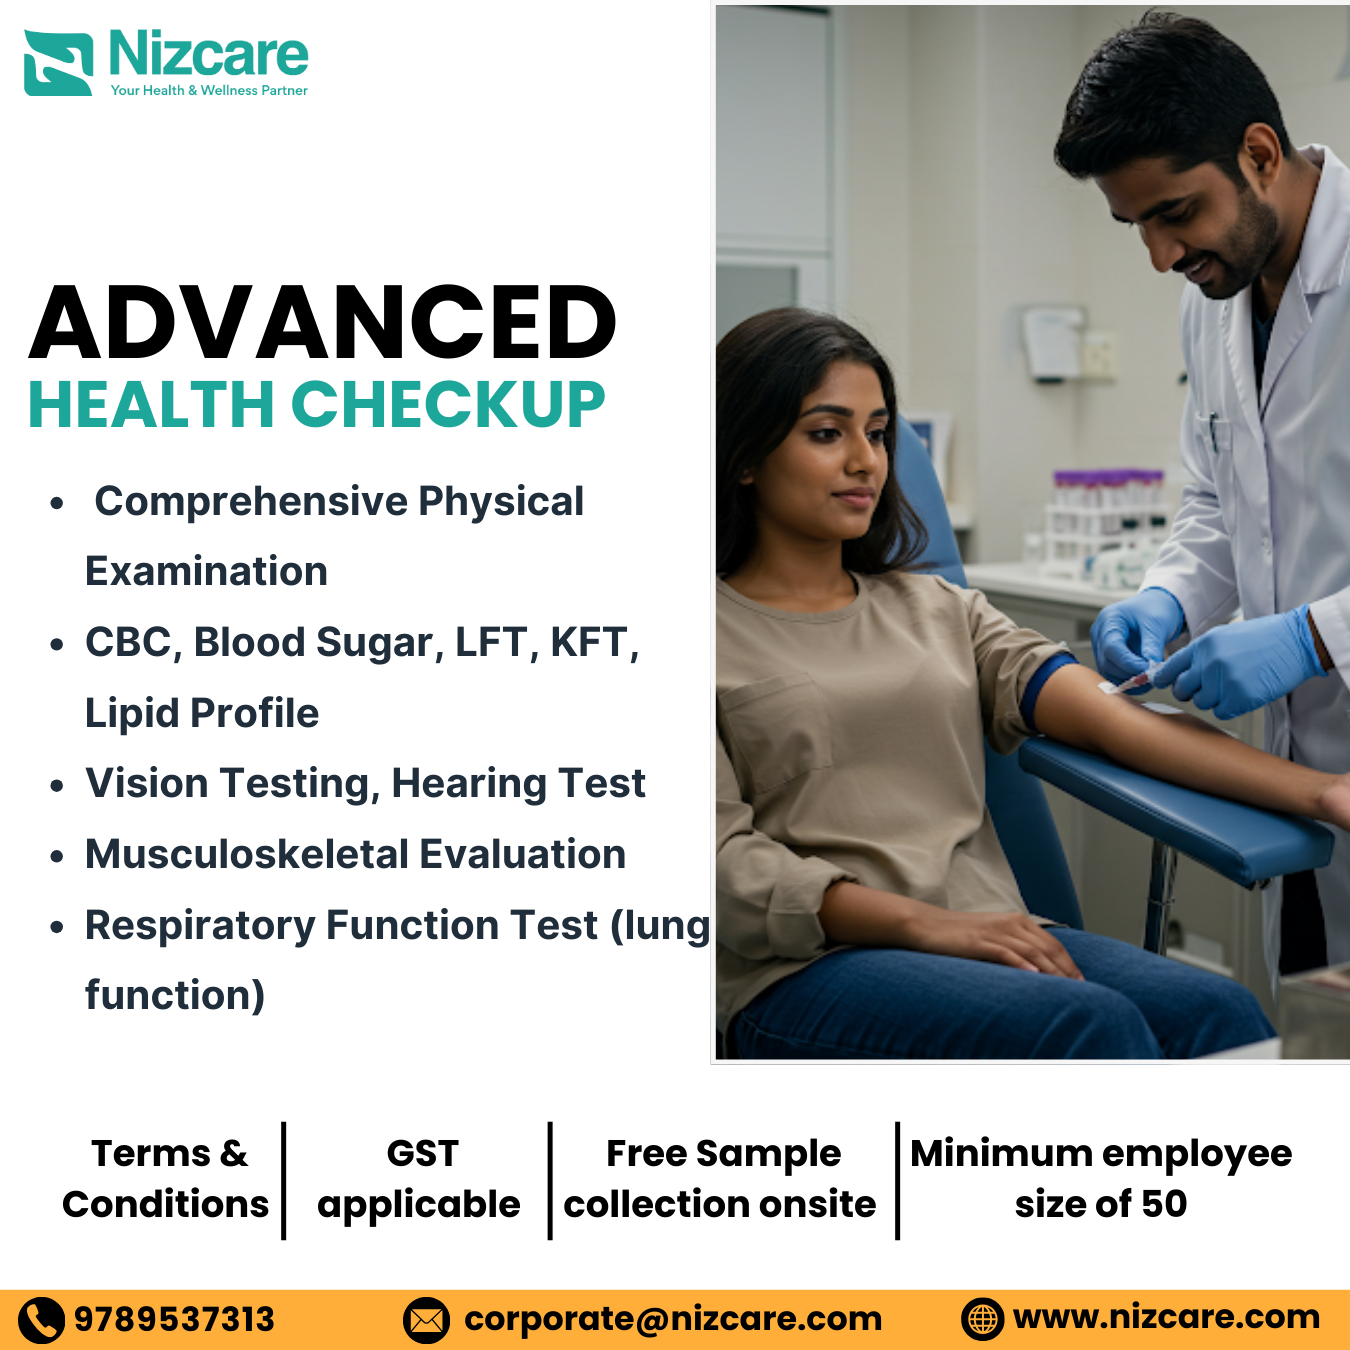 Nizcare
Your Health & Wellness Partner
ADVANCED
HEALTH CHECKUP
• Comprehensive Physical
Examination
• CBC, Blood Sugar, LFT, KFT,
Lipid Profile
• Vision Testing, Hearing Test
• Musculoskeletal Evaluation
• Respiratory Function Test (lung
function)
Terms &
Conditions
GST
applicable
Free Sample
collection onsite
Minimum employee
size of 50
9789537313
corporate@nizcare.com
www.nizcare.com